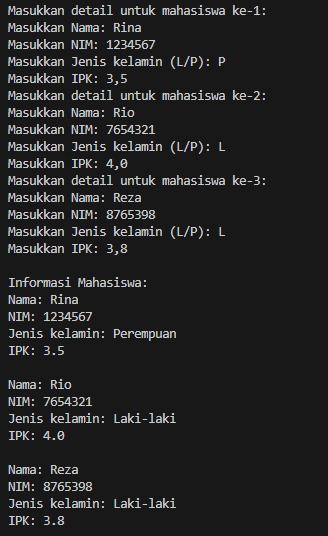 Masukkan detail untuk mahasiswa ke-1:
Masukkan Nama: Rina
Masukkan NIM: 1234567
Masukkan Jenis kelamin (L/P): P
Masukkan IPK: 3,5
Masukkan detail untuk mahasiswa ke-2:
Masukkan Nama: Rio
Masukkan NIM: 7654321
Masukkan Jenis kelamin (L/P): L
Masukkan IPK: 4,0
Masukkan detail untuk mahasiswa ke-3:
Masukkan Nama: Reza
Masukkan NIM: 8765398
Masukkan Jenis kelamin (L/P): L
Masukkan IPK: 3,8
Informasi Mahasiswa:
Nama: Rina
NIM: 1234567
Jenis kelamin: Perempuan
IPK: 3.5
Nama: Rio
NIM: 7654321
Jenis kelamin: Laki-laki
IPK: 4.0
Nama: Reza
NIM: 8765398
Jenis kelamin: Laki-laki
IPK: 3.8